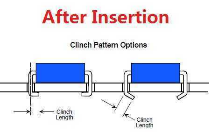 After Insertion
Clinch Pattern Options
Clinch
Length
Clinch
Length